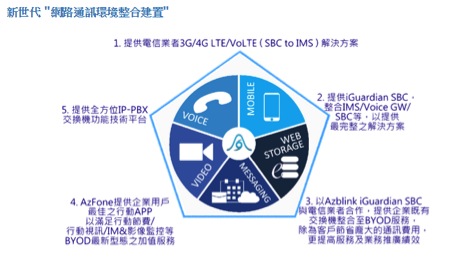 新世代 "網路通訊環境整合建置"
1. 提供電信業者3G/4G LTE/VoLTE ( SBC to IMS ) 解決方案
5. 提供全方位IP-PBX
交換機功能技術平台
VOICE
MOBILE
2. 提供iGuardian SBC，
整合IMS/Voice GW/
SBC等，以提供
最完整之解決方案
VIDEO
WEB
STORAGE
MESSAGING
4. AzFone提供企業用戶
最佳之行動APP
以滿足行動節費/
行動視訊/IM&影像監控等
BYOD最新型態之加值服務
3. 以Azblink iGuardian SBC
與電信業者合作，提供企業既有
交換機整合至BYOD服務，
除為客戶節省龐大的通訊費用，
更提高服務及業務推廣績效